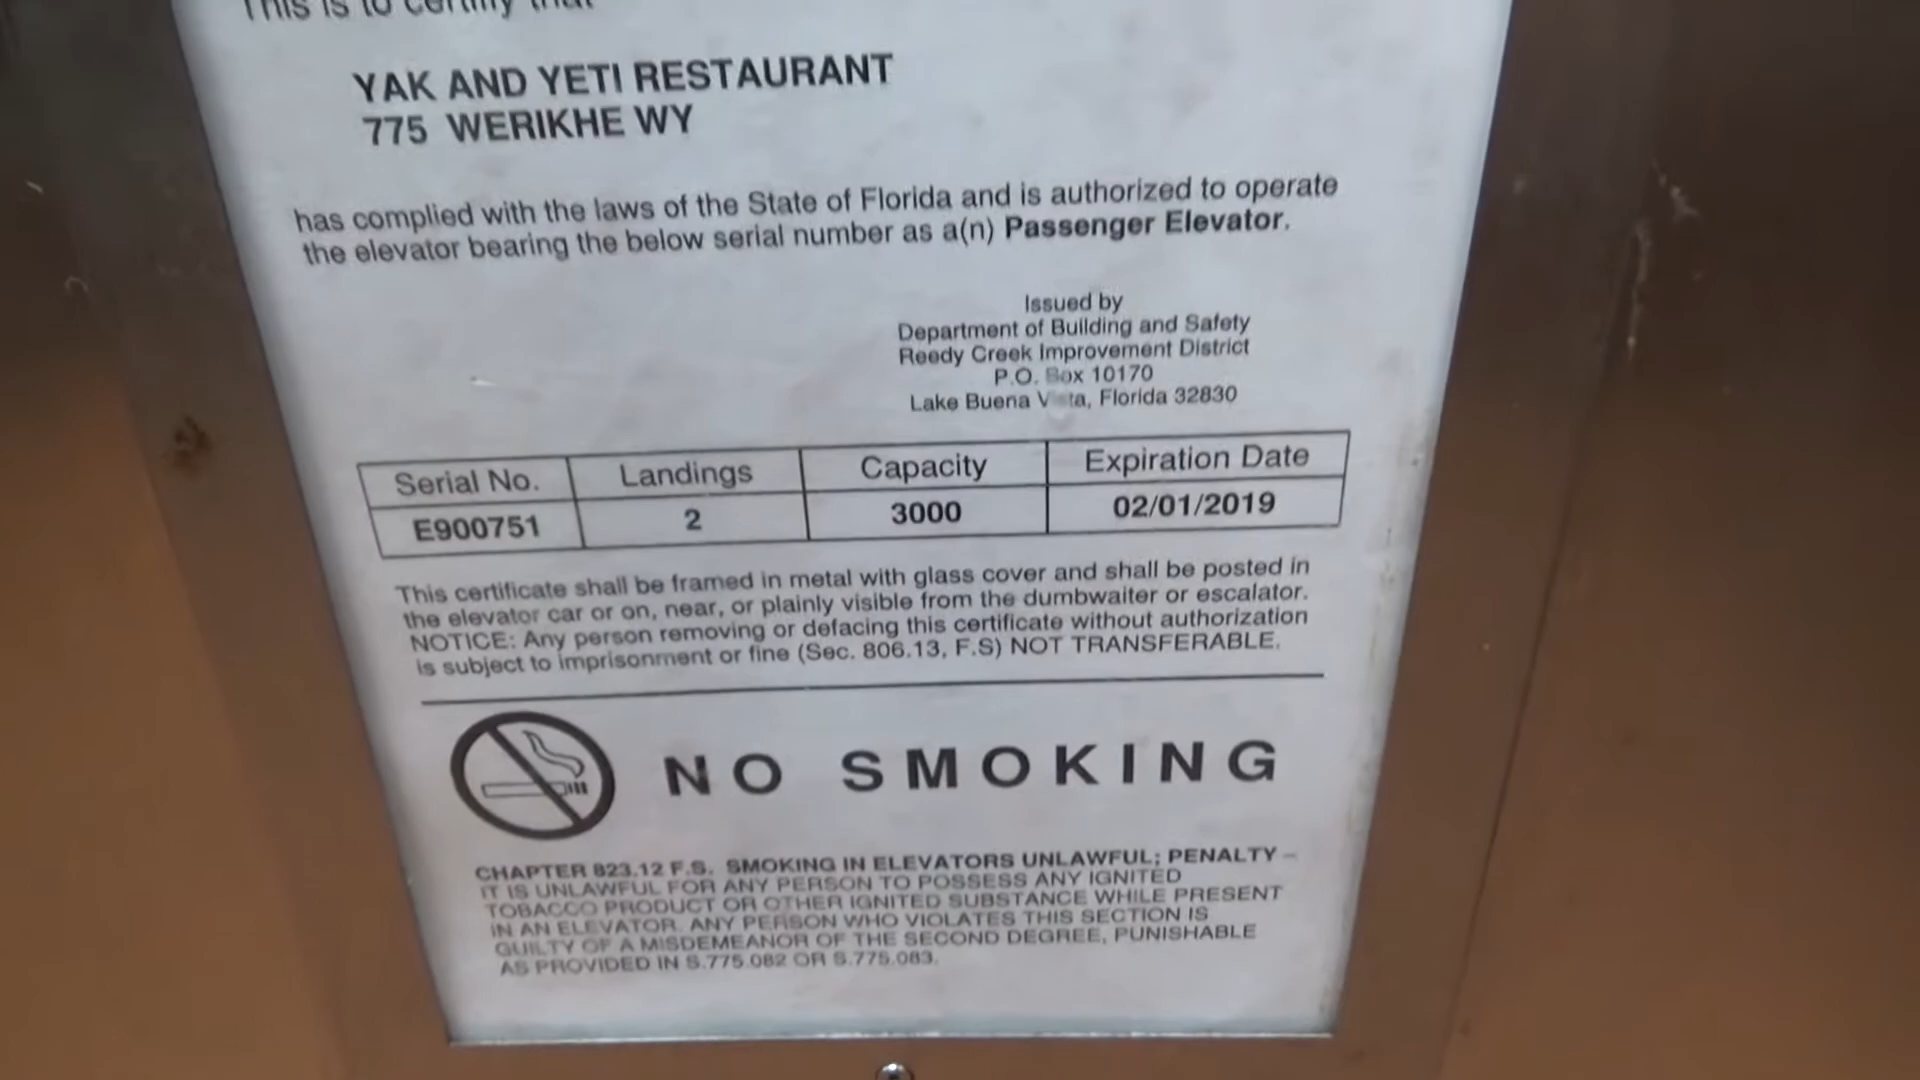 This is to certify that
YAK AND YETI RESTAURANT
775 WERIKHE WY
has complied with the laws of the State of Florida and is authorized to operate
the elevator bearing the below serial number as a(n) Passenger Elevator.
Issued by
Department of Building and Safety
Reedy Creek Improvement District
P.O. Box 10170
Lake Buena Vista, Florida 32830
Serial No. Landings Capacity Expiration Date
E900751 2 3000 02/01/2019
This certificate shall be framed in metal with glass cover and shall be posted in
the elevator car or on, near, or plainly visible from the dumbwaiter or escalator.
NOTICE: Any person removing or defacing this certificate without authorization
is subject to imprisonment or fine (Sec. 806.13, F.S) NOT TRANSFERABLE.
NO SMOKING
CHAPTER 823.12 F.S. SMOKING IN ELEVATORS UNLAWFUL; PENALTY –
IT IS UNLAWFUL FOR ANY PERSON TO POSSESS ANY IGNITED
TOBACCO PRODUCT OR OTHER IGNITED SUBSTANCE WHILE PRESENT
IN AN ELEVATOR. ANY PERSON WHO VIOLATES THIS SECTION IS
GUILTY OF A MISDEMEANOR OF THE SECOND DEGREE, PUNISHABLE
AS PROVIDED IN S.775.082 OR S.775.083.